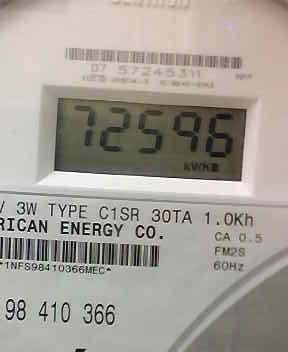 07 57245311
72596
V 3W TYPE C1SR 30TA 1.0Kh
RICAN ENERGY CO.
CA 0.5
FM2S
60Hz
*1NFS98410366MEC*
98 410 366